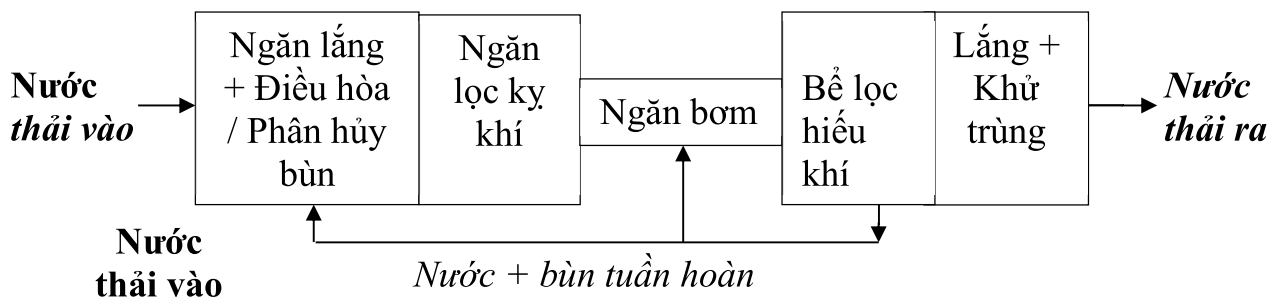 Nước
thải vào
Ngăn lắng
+ Điều hòa
/ Phân hủy
bùn
Ngăn
lọc kỵ
khí
Ngăn bơm
Bể lọc
hiếu
khí
Lắng +
Khử
trùng
Nước
thải ra
Nước
thải vào
Nước + bùn tuần hoàn